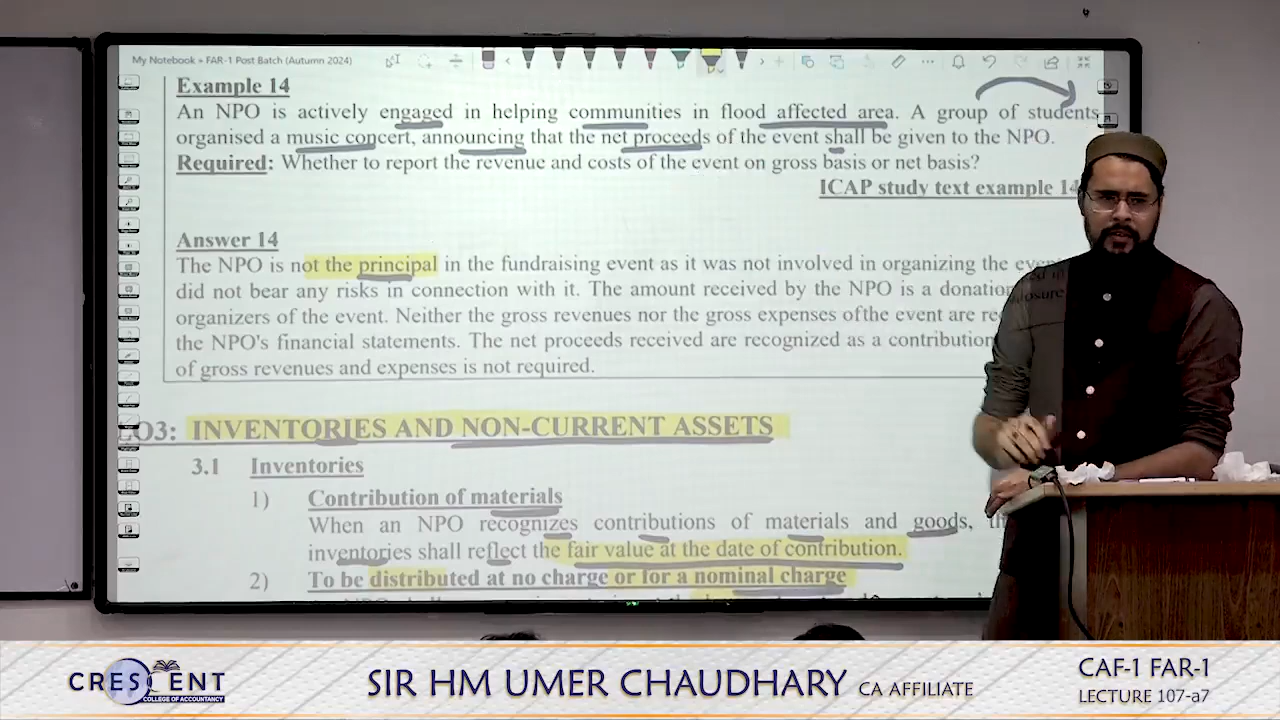 My Notebook » FAR-1 Post Batch (Autumn 2024)
Example 14
An NPO is actively engaged in helping communities in flood affected area. A group of students
organised a music concert, announcing that the net proceeds of the event shall be given to the NPO.
Required: Whether to report the revenue and costs of the event on gross basis or net basis?
ICAP study text example 14
Answer 14
The NPO is not the principal in the fundraising event as it was not involved in organizing the
did not bear any risks in connection with it. The amount received by the NPO is a donation
organizers of the event. Neither the gross revenues nor the gross expenses of the event are
the NPO's financial statements. The net proceeds received are recognized as a contribution
of gross revenues and expenses is not required.
LO3: INVENTORIES AND NON-CURRENT ASSETS
3.1 Inventories
1) Contribution of materials
When an NPO recognizes contributions of materials and goods,
inventories shall reflect the fair value at the date of contribution.
2) To be distributed at no charge or for a nominal charge
CRESCENT
COLLEGE OF ACCOUNTANCY
SIR HM UMER CHAUDHARY CA AFFILIATE
CAF-1 FAR-1
LECTURE 107-a7